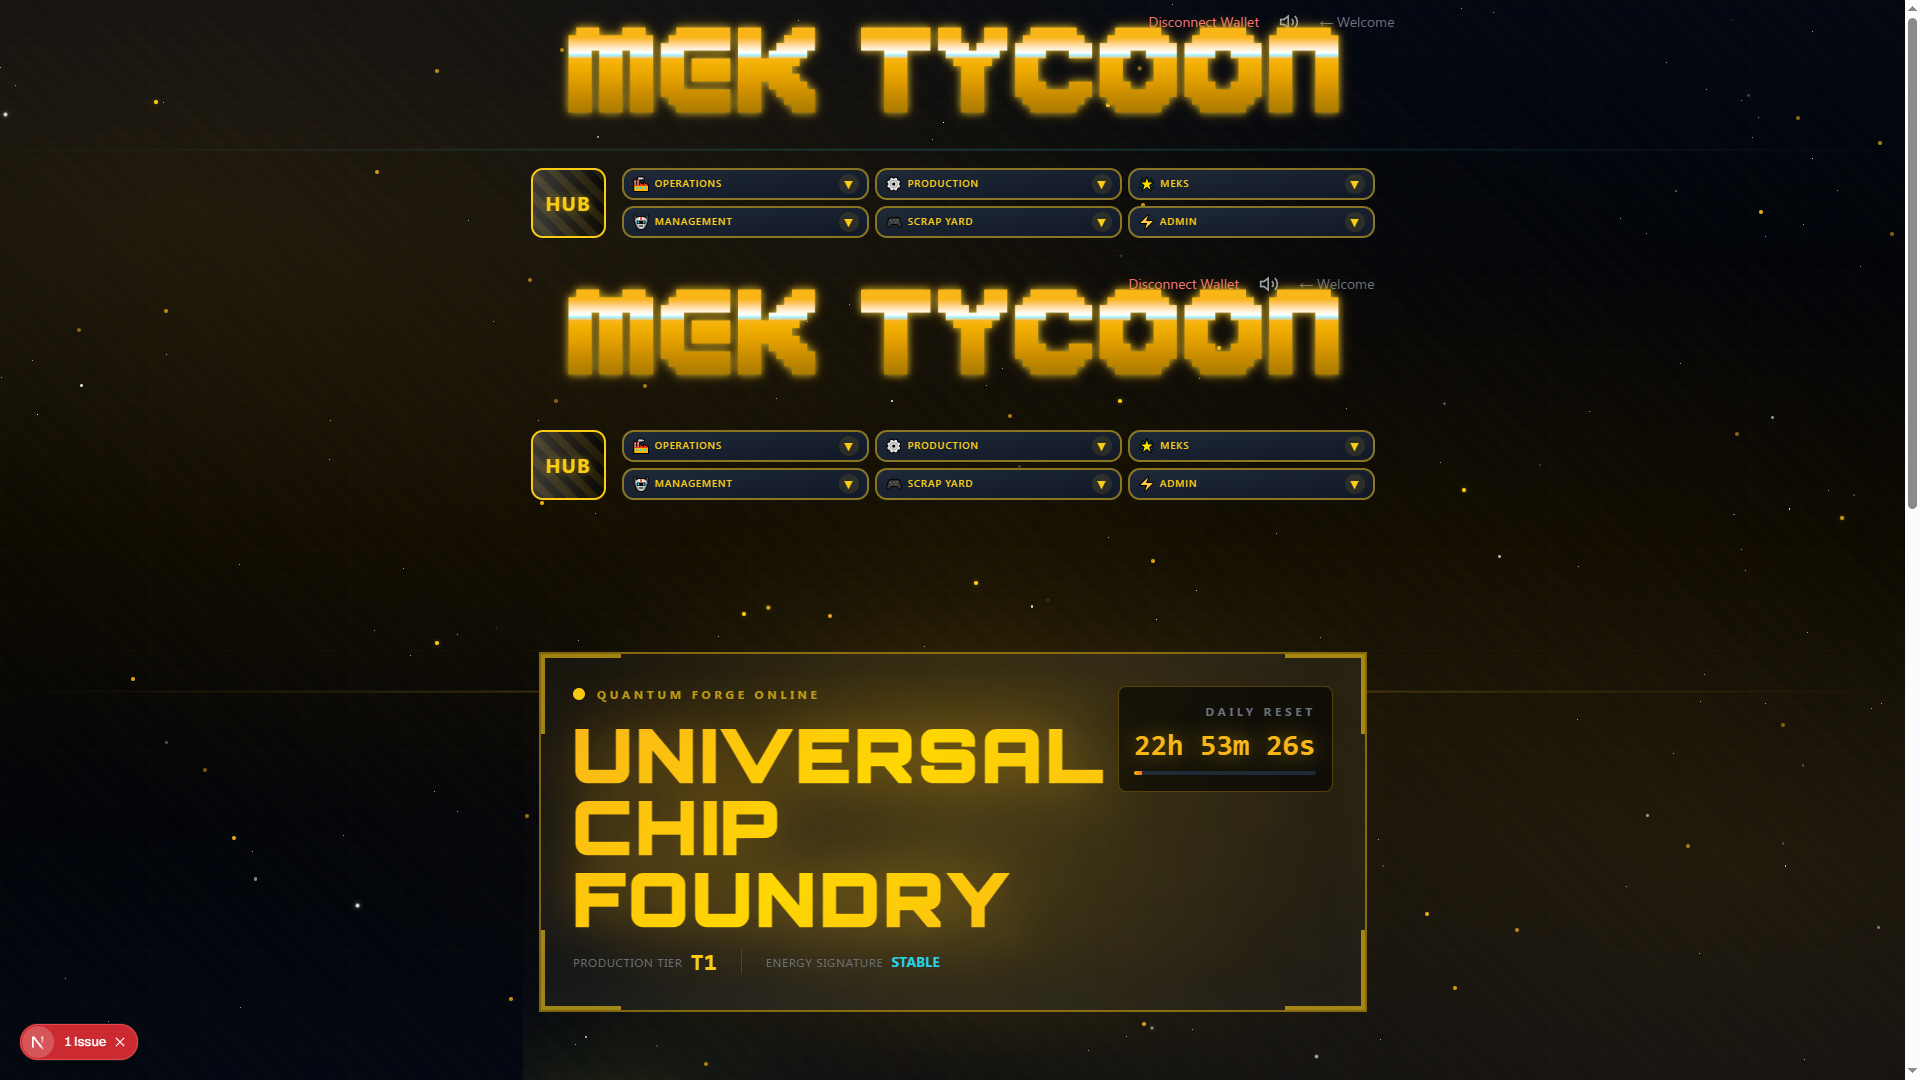 Disconnect Wallet ← Welcome
MEK TYCOON
HUB
OPERATIONS ▼
PRODUCTION ▼
MEKS ▼
MANAGEMENT ▼
SCRAP YARD ▼
ADMIN ▼
Disconnect Wallet ← Welcome
MEK TYCOON
HUB
OPERATIONS ▼
PRODUCTION ▼
MEKS ▼
MANAGEMENT ▼
SCRAP YARD ▼
ADMIN ▼
QUANTUM FORGE ONLINE
DAILY RESET
22h 53m 26s
UNIVERSAL
CHIP
FOUNDRY
PRODUCTION TIER T1
ENERGY SIGNATURE STABLE
N 1 Issue ×